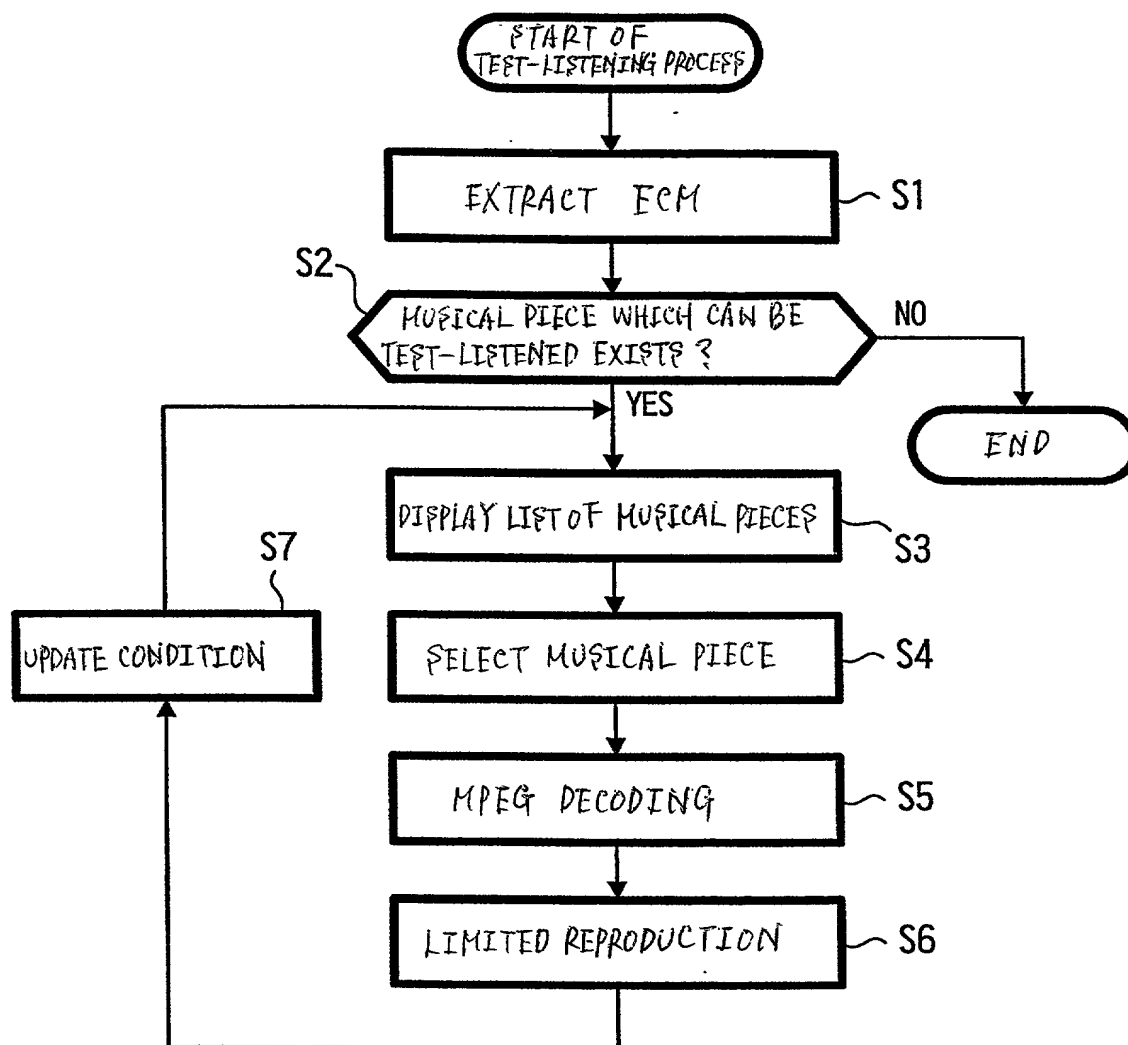 START OF
TEST-LISTENING PROCESS
EXTRACT ECM
S1
S2
MUSICAL PIECE WHICH CAN BE
TEST-LISTENED EXISTS?
NO
YES
END
DISPLAY LIST OF MUSICAL PIECES
S3
S7
UPDATE CONDITION
SELECT MUSICAL PIECE
S4
MPEG DECODING
S5
LIMITED REPRODUCTION
S6